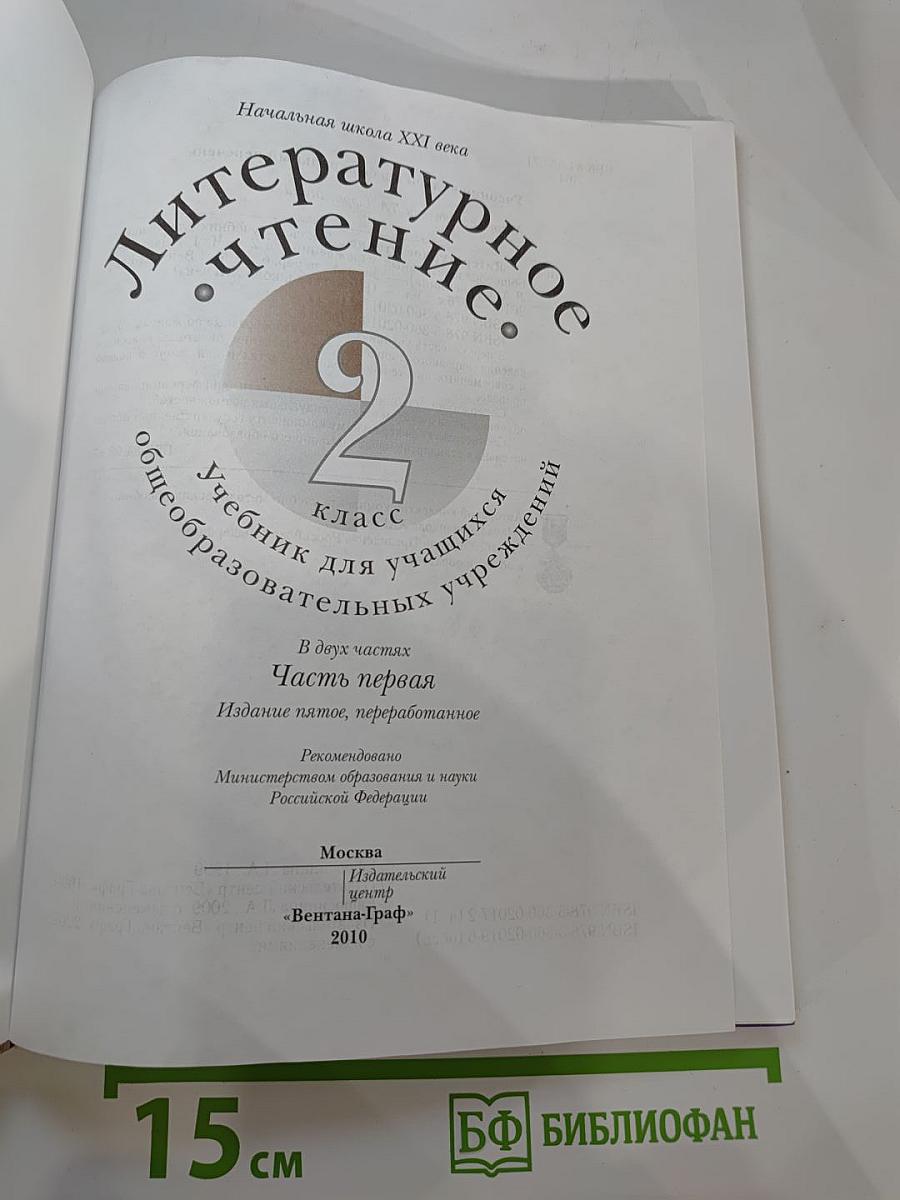 Начальная школа XXI века
Литературное
•чтение•
2
класс
Учебник для учащихся
общеобразовательных учреждений
В двух частях
Часть первая
Издание пятое, переработанное
Рекомендовано
Министерством образования и науки
Российской Федерации
Москва
Издательский
центр
«Вентана-Граф»
2010
15 см
БФ БИБЛИОФАН